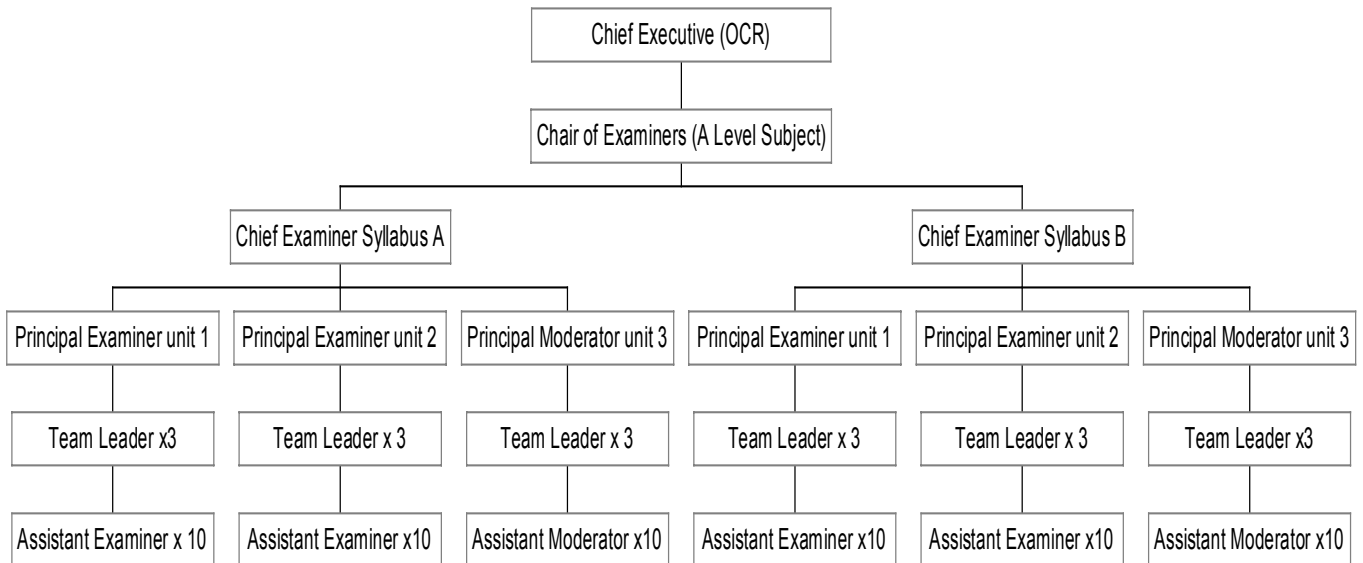 Chief Executive (OCR)
Chair of Examiners (A Level Subject)
Chief Examiner Syllabus A
Chief Examiner Syllabus B
Principal Examiner unit 1
Principal Examiner unit 2
Principal Moderator unit 3
Principal Examiner unit 1
Principal Examiner unit 2
Principal Moderator unit 3
Team Leader x3
Team Leader x 3
Team Leader x 3
Team Leader x 3
Team Leader x 3
Team Leader x3
Assistant Examiner x 10
Assistant Examiner x10
Assistant Moderator x10
Assistant Examiner x10
Assistant Examiner x10
Assistant Moderator x10